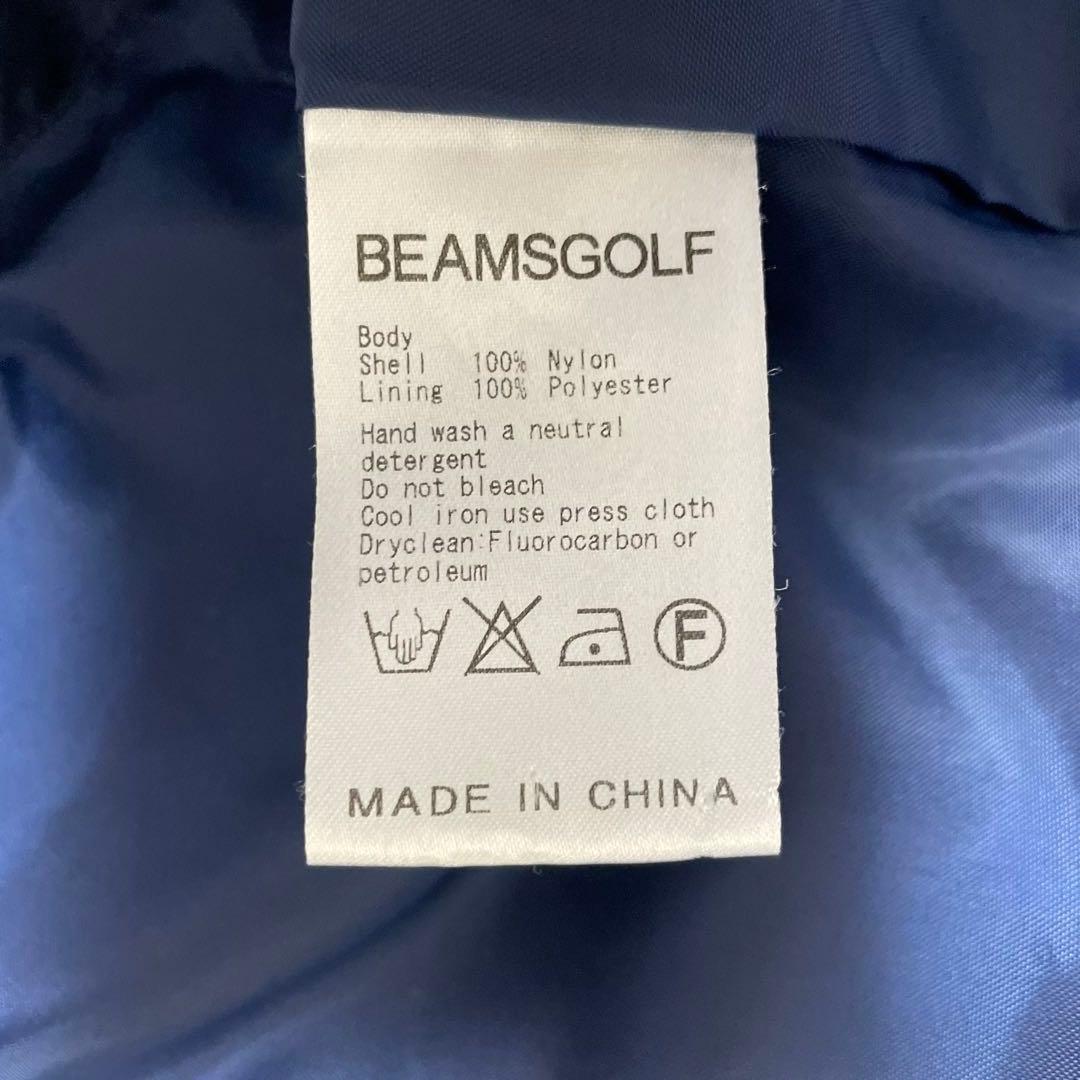 BEAMSGOLF
Body
Shell 100% Nylon
Lining 100% Polyester
Hand wash a neutral
detergent
Do not bleach
Cool iron use press cloth
Dryclean:Fluorocarbon or
petroleum
F
MADE IN CHINA